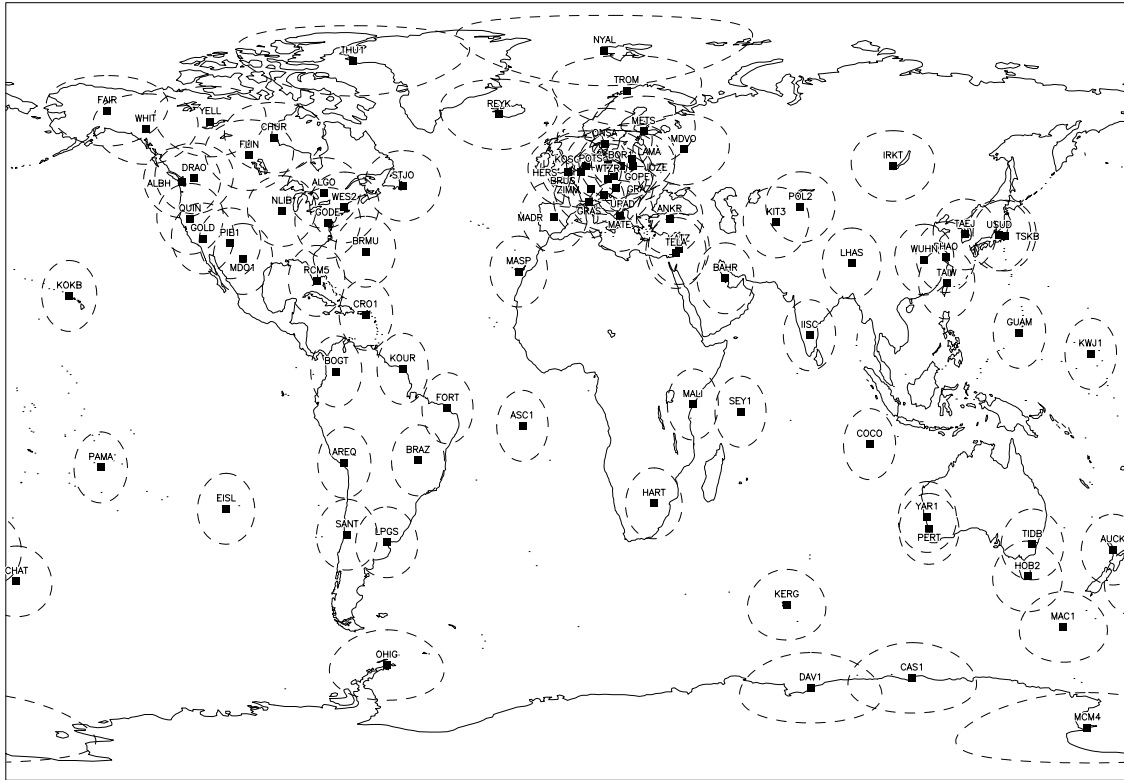 NYAL
THU1
TROM
FAIR
REYK
YELL
WHIT
METS
CHUR
ONSA
MDVO
FLIN
LAMA
IRKT
DRAO
ALBH
HERS
BRUS
ZIMM
GOPE
JOZE
STJO
ALGO
WES2
NLIB
GODE
GRAZ
UPAD
GRAS
MATE
MADR
ANKR
POL2
KIT3
QUIN
GOLD
PIB1
MDO1
BRMU
TAEJ
USUD
TSKB
TELA
WUHN
LHAS
TAIW
MASP
BAHR
RCM5
KOKB
CRO1
IISC
GUAM
KWJ1
BOGT
KOUR
FORT
ASC1
MALI
SEY1
COCO
PAMA
AREQ
BRAZ
EISL
HART
YAR1
PERT
SANT
LPGS
TIDB
AUCK
CHAT
HOB2
KERG
MAC1
OHIG
DAV1
CAS1
MCM4